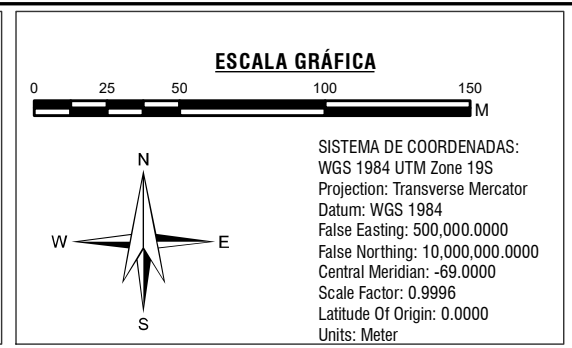 ESCALA GRÁFICA
0 25 50 100 150
M
N
W E
S
SISTEMA DE COORDENADAS:
WGS 1984 UTM Zone 19S
Projection: Transverse Mercator
Datum: WGS 1984
False Easting: 500,000.0000
False Northing: 10,000,000.0000
Central Meridian: -69.0000
Scale Factor: 0.9996
Latitude Of Origin: 0.0000
Units: Meter